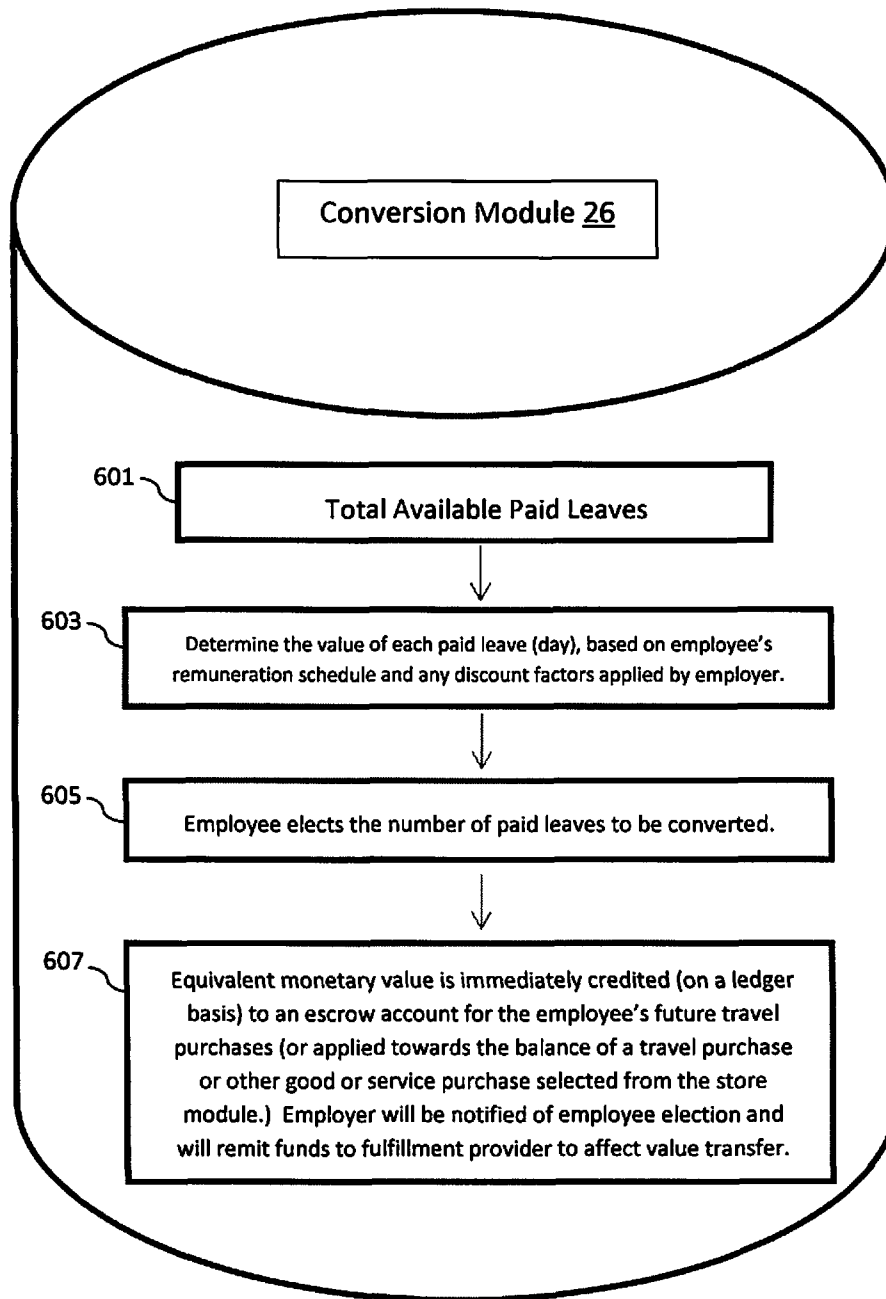 Conversion Module 26
601
Total Available Paid Leaves
603
Determine the value of each paid leave (day), based on employee's
remuneration schedule and any discount factors applied by employer.
605
Employee elects the number of paid leaves to be converted.
607
Equivalent monetary value is immediately credited (on a ledger
basis) to an escrow account for the employee's future travel
purchases (or applied towards the balance of a travel purchase
or other good or service purchase selected from the store
module.) Employer will be notified of employee election and
will remit funds to fulfillment provider to affect value transfer.